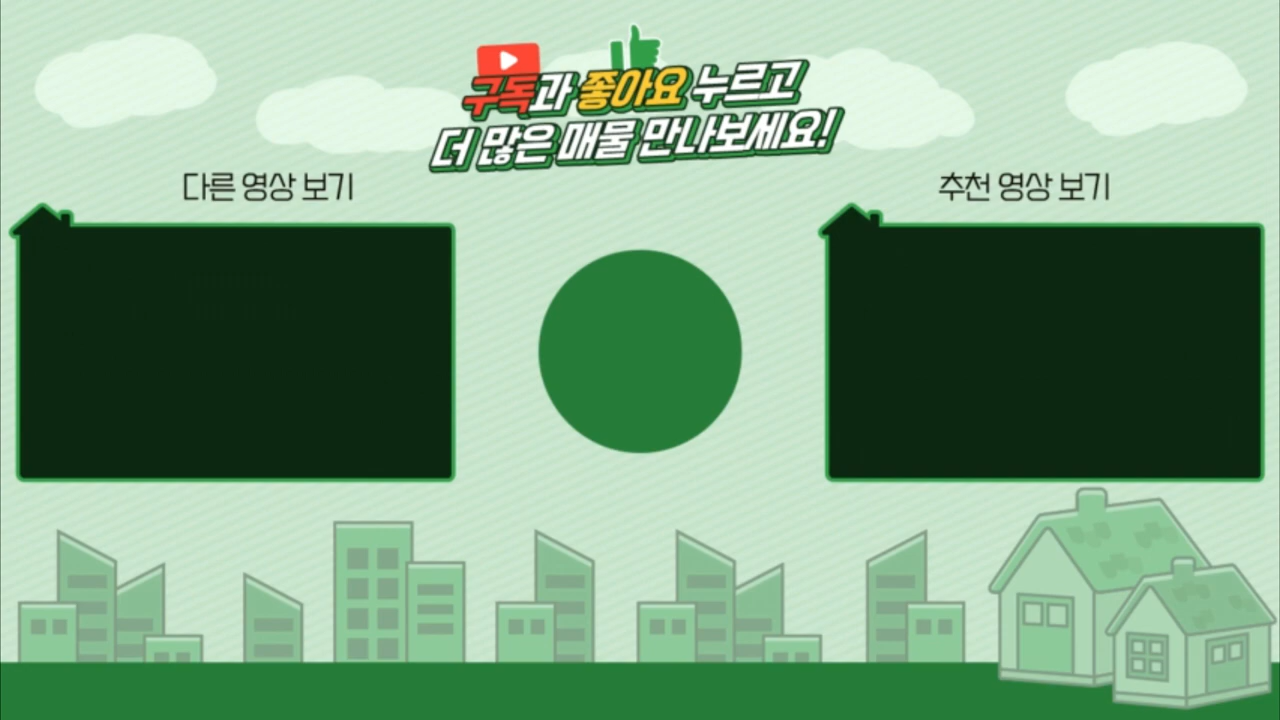 구독과 좋아요 누르고
더 많은 매물 만나보세요!
다른 영상 보기
추천 영상 보기